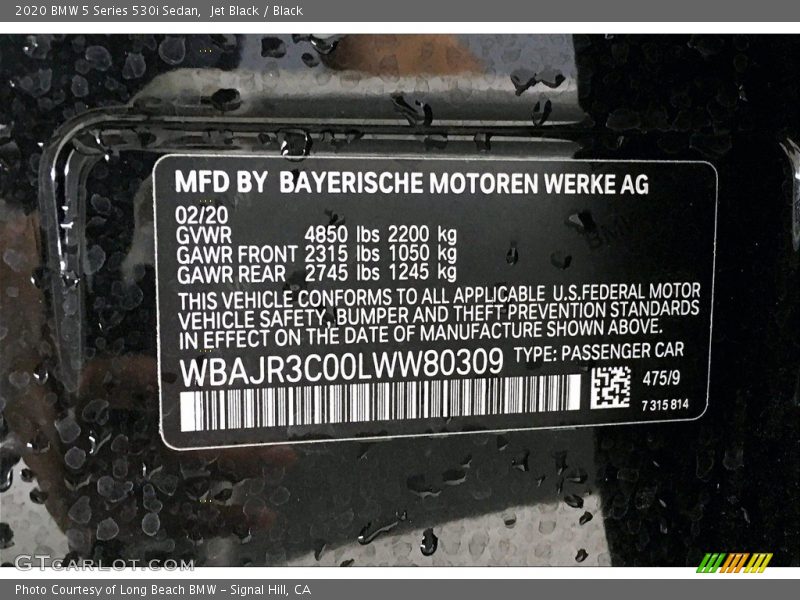 2020 BMW 5 Series 530i Sedan,  Jet Black / Black
MFD BY BAYERISCHE MOTOREN WERKE AG
02/20
GVWR 4850 lbs 2200 kg
GAWR FRONT 2315 lbs 1050 kg
GAWR REAR 2745 lbs 1245 kg
THIS VEHICLE CONFORMS TO ALL APPLICABLE U.S.FEDERAL MOTOR
VEHICLE SAFETY, BUMPER AND THEFT PREVENTION STANDARDS
IN EFFECT ON THE DATE OF MANUFACTURE SHOWN ABOVE.
WBAJR3C00LWW80309 TYPE: PASSENGER CAR
475/9
7 315 814
GTCARLOT.COM
Photo Courtesy of Long Beach BMW - Signal Hill, CA